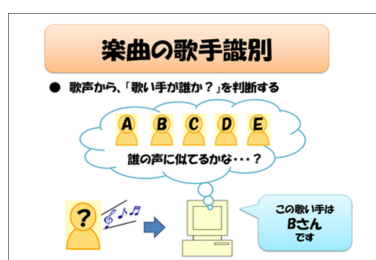 楽曲の歌手識別
● 歌声から、「歌い手が誰か？」を判断する
A B C D E
誰の声に似てるかな・・・？
?
この歌い手は
Bさん
です